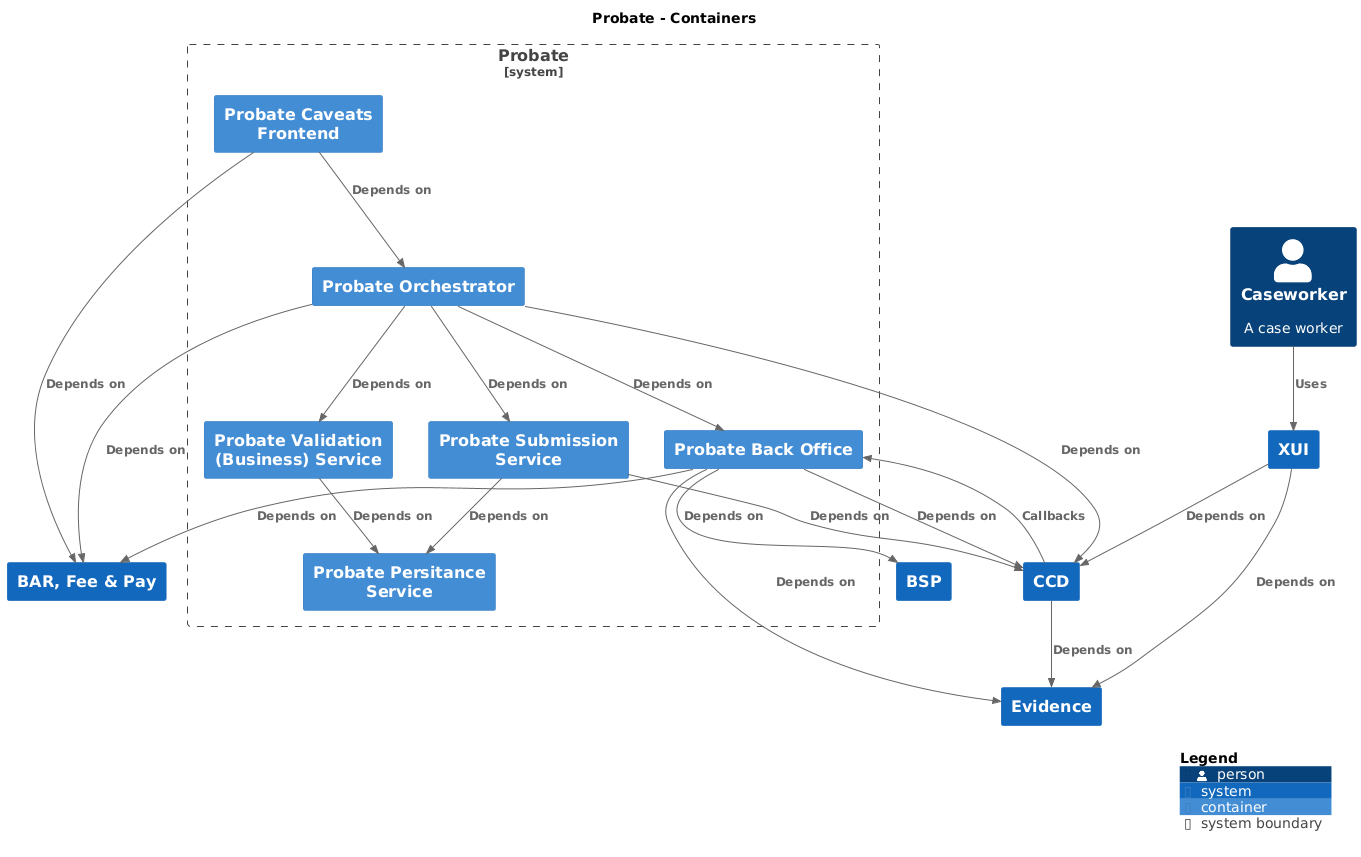 Probate - Containers
Probate
[system]
Probate Caveats
Frontend
Depends on
Probate Orchestrator
Caseworker
A case worker
Depends on
Depends on
Depends on
Depends on
Uses
Probate Validation
(Business) Service
Probate Submission
Service
Probate Back Office
Depends on
Depends on
XUI
Depends on
Depends on
Depends on
Depends on
Depends on
Depends on
Callbacks
Depends on
BAR, Fee & Pay
Probate Persitance
Service
Depends on
BSP
CCD
Depends on
Depends on
Evidence
Legend
person
system
container
system boundary